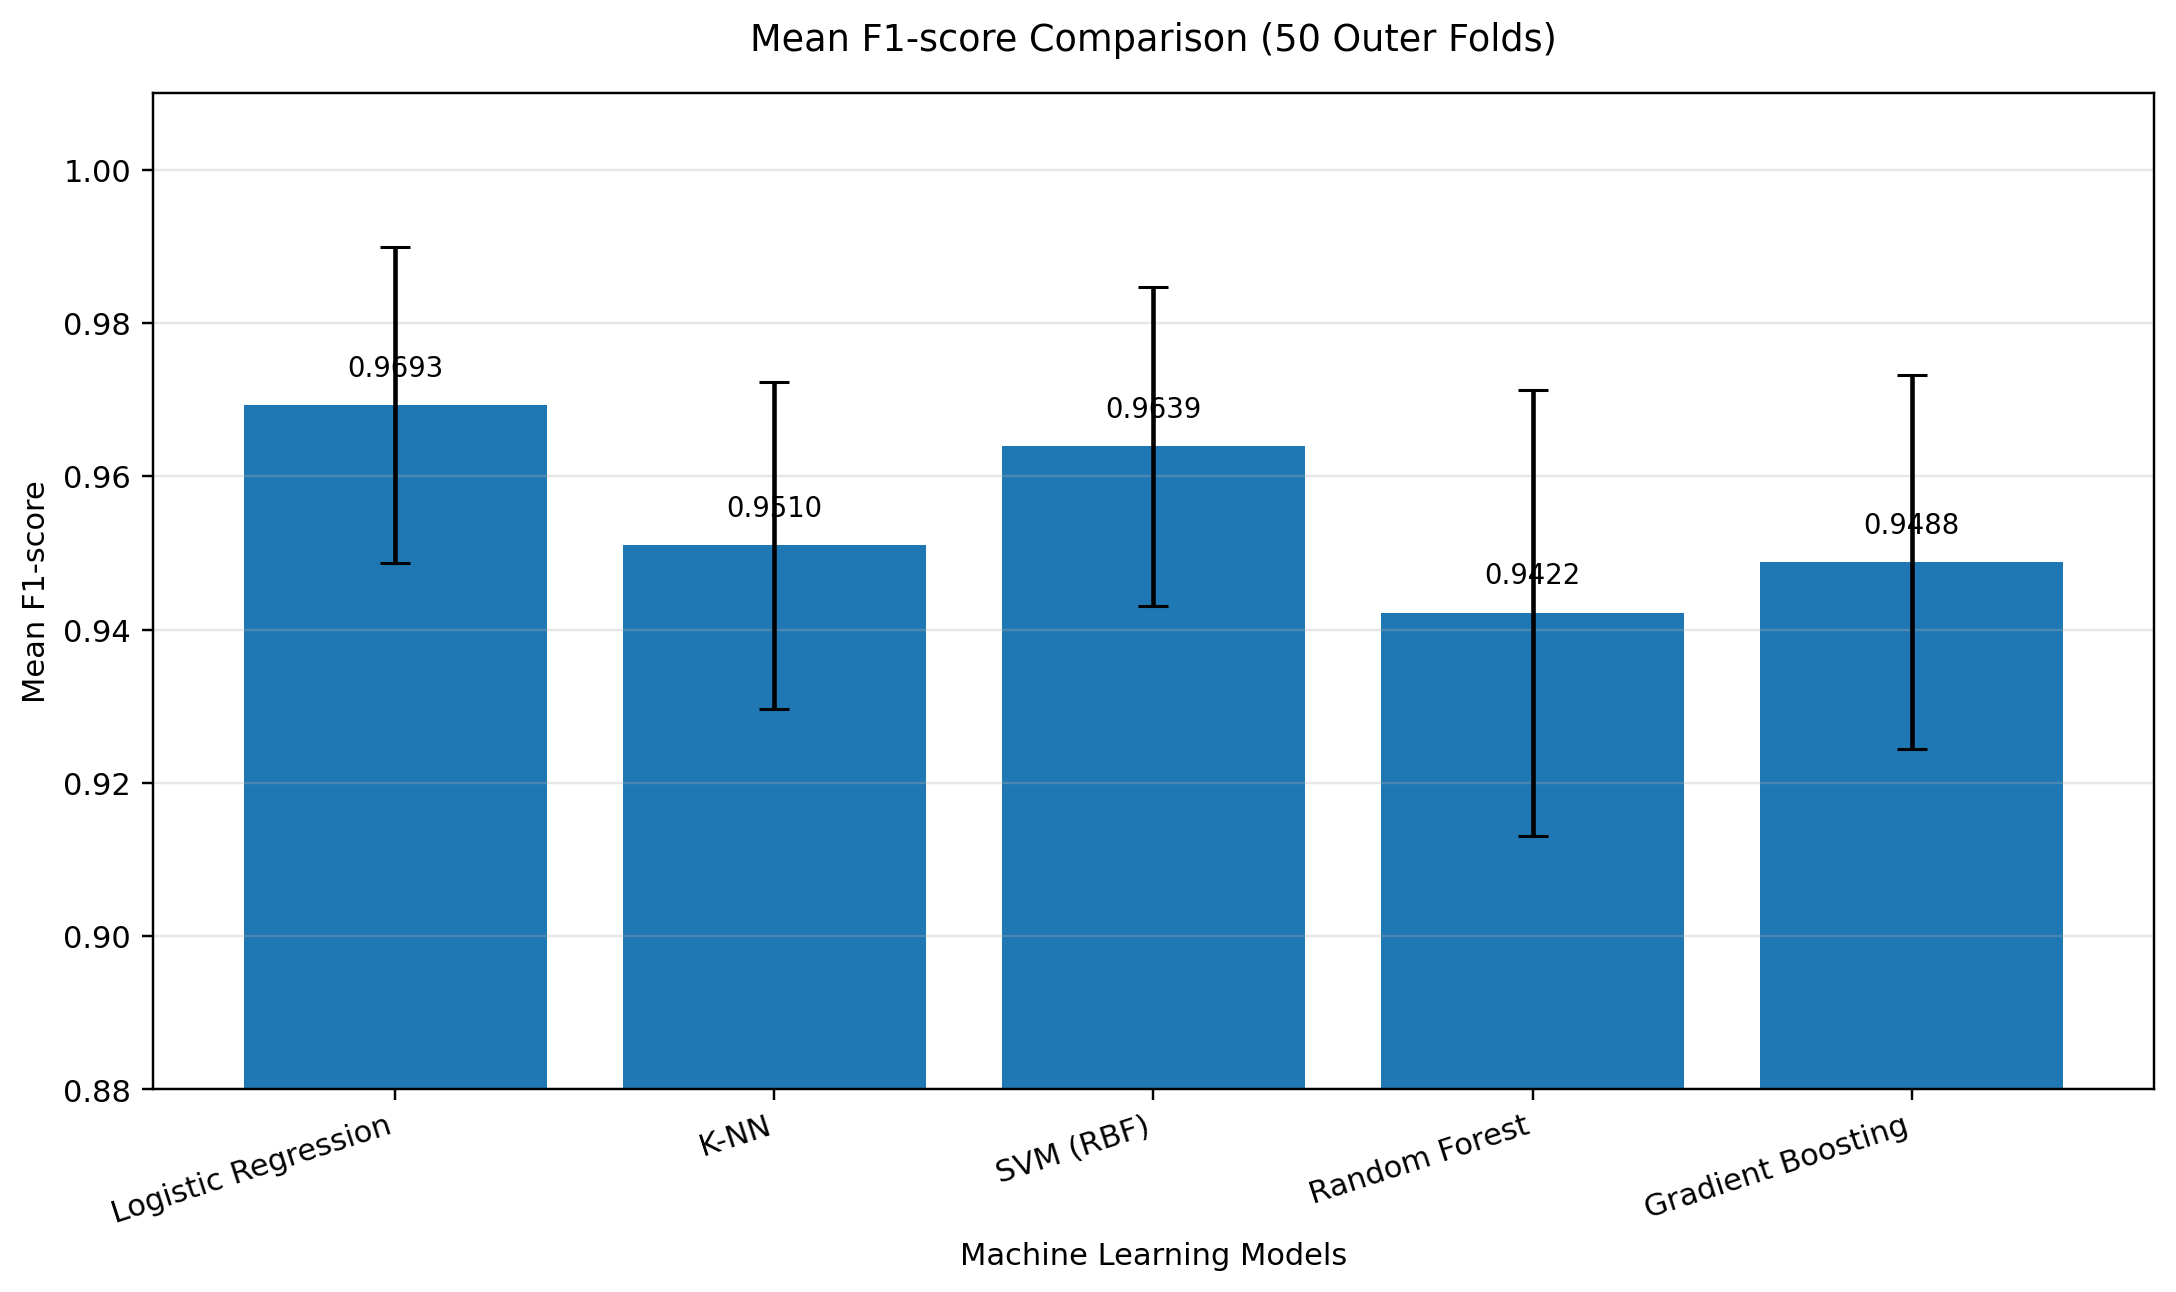 Mean F1-score Comparison (50 Outer Folds)
Mean F1-score
1.00
0.98
0.96
0.94
0.92
0.90
0.88
0.9693
0.9510
0.9639
0.9422
0.9488
Logistic Regression
K-NN
SVM (RBF)
Random Forest
Gradient Boosting
Machine Learning Models